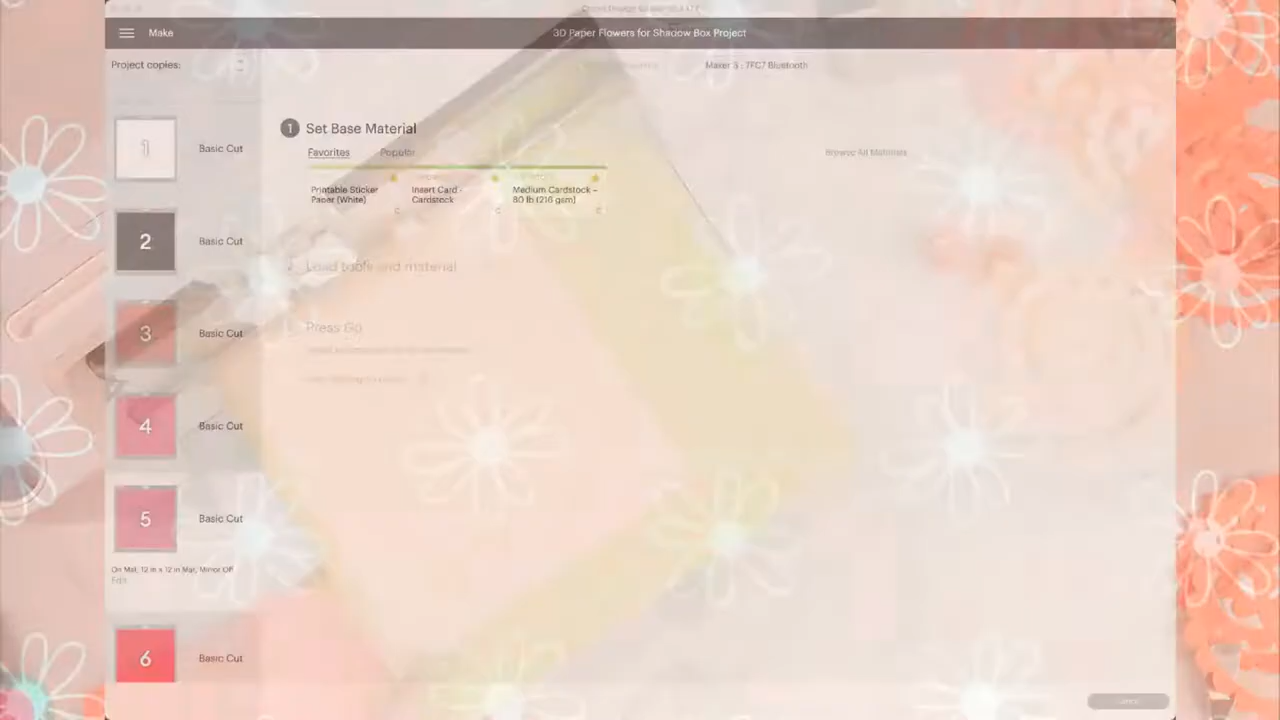 Make
3D Paper Flowers for Shadow Box Project
Project copies:
Maker 3 : 7FC7 Bluetooth
1 Set Base Material
Favorites Popular
Browse All Materials
Printable Sticker
Paper (White)
Insert Card -
Cardstock
Medium Cardstock –
80 lb (216 gsm)
C C C
Load tools and material
Press Go
1 Basic Cut
2 Basic Cut
3 Basic Cut
4 Basic Cut
5 Basic Cut
On Mat, 12 in x 12 in Mat, Mirror Off
Edit
6 Basic Cut
Cancel